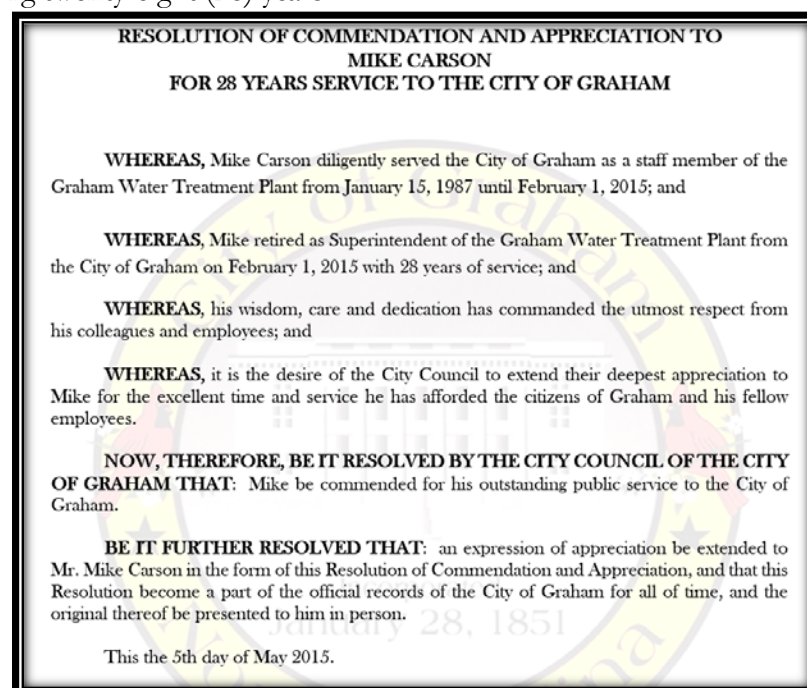 RESOLUTION OF COMMENDATION AND APPRECIATION TO
MIKE CARSON
FOR 28 YEARS SERVICE TO THE CITY OF GRAHAM
WHEREAS, Mike Carson diligently served the City of Graham as a staff member of the
Graham Water Treatment Plant from January 15, 1987 until February 1, 2015; and
WHEREAS, Mike retired as Superintendent of the Graham Water Treatment Plant from
the City of Graham on February 1, 2015 with 28 years of service; and
WHEREAS, his wisdom, care and dedication has commanded the utmost respect from
his colleagues and employees; and
WHEREAS, it is the desire of the City Council to extend their deepest appreciation to
Mike for the excellent time and service he has afforded the citizens of Graham and his fellow
employees.
NOW, THEREFORE, BE IT RESOLVED BY THE CITY COUNCIL OF THE CITY
OF GRAHAM THAT: Mike be commended for his outstanding public service to the City of
Graham.
BE IT FURTHER RESOLVED THAT: an expression of appreciation be extended to
Mr. Mike Carson in the form of this Resolution of Commendation and Appreciation, and that this
Resolution become a part of the official records of the City of Graham for all of time, and the
original thereof be presented to him in person.
This the 5th day of May 2015.
City of Graham
Incorporated
January 28, 1851